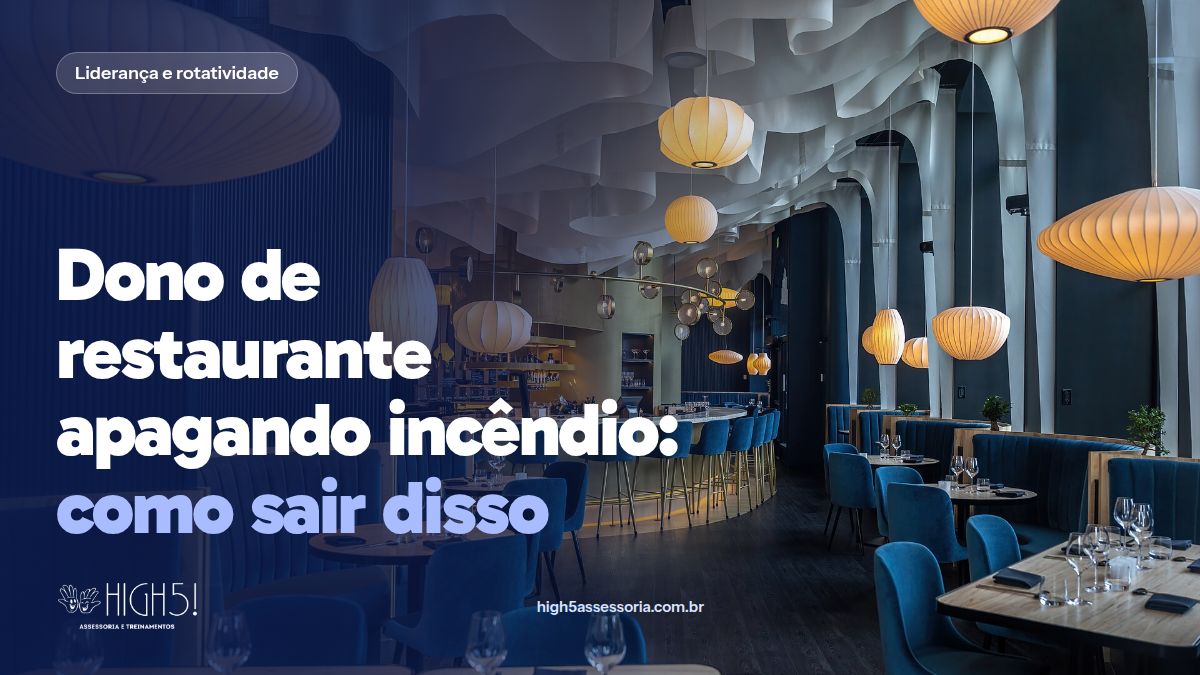 Liderança e rotatividade
Dono de
restaurante
apagando incêndio:
como sair disso
HIGH5!
ASSESSORIA E TREINAMENTOS
high5assessoria.com.br